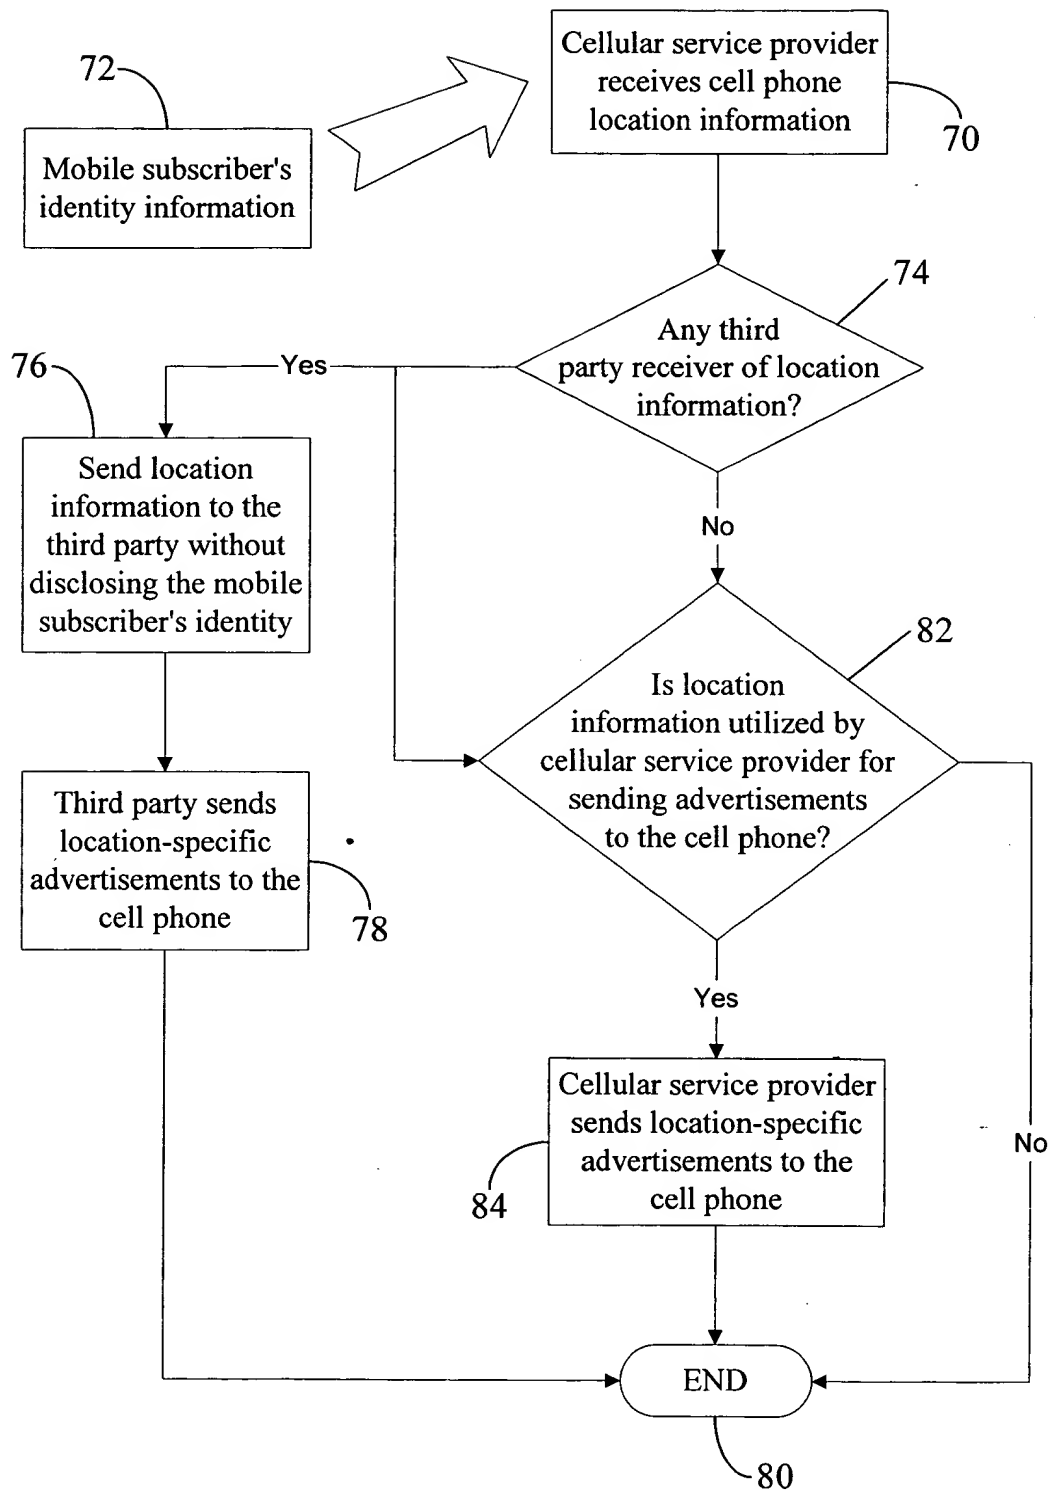 Cellular service provider
receives cell phone
location information
70
72
Mobile subscriber's
identity information
74
Any third
party receiver of location
information?
Yes
No
76
Send location
information to the
third party without
disclosing the mobile
subscriber's identity
82
Is location
information utilized by
cellular service provider for
sending advertisements
to the cell phone?
Third party sends
location-specific
advertisements to the
cell phone
78
Yes
No
Cellular service provider
sends location-specific
advertisements to the
cell phone
84
END
80